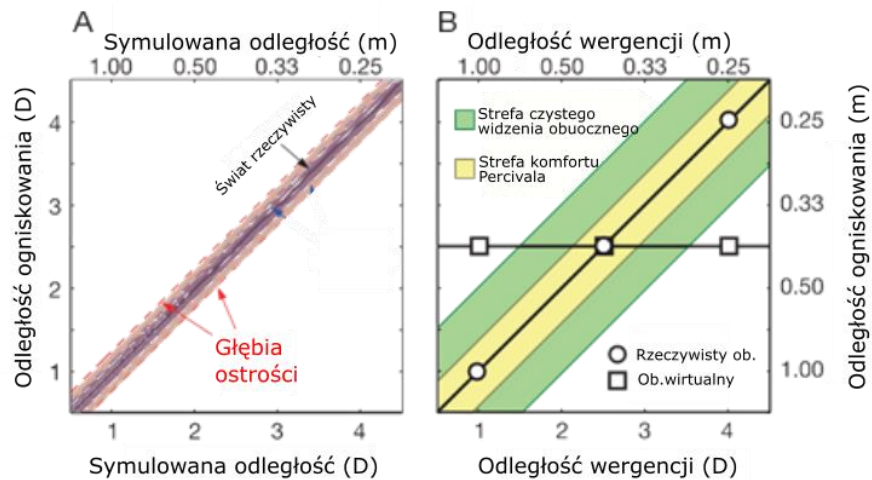 A
Symulowana odległość (m)
1.00 0.50 0.33 0.25
Odległość ogniskowania (D)
4
3
2
1
Świat rzeczywisty
Głębia
ostrości
1 2 3 4
Symulowana odległość (D)
B
Odległość wergencji (m)
1.00 0.50 0.33 0.25
Strefa czystego
widzenia obuocznego
Strefa komfortu
Percivala
0.25
0.33
0.50
1.00
Odległość ogniskowania (m)
Rzeczywisty ob.
Ob.wirtualny
1 2 3 4
Odległość wergencji (D)